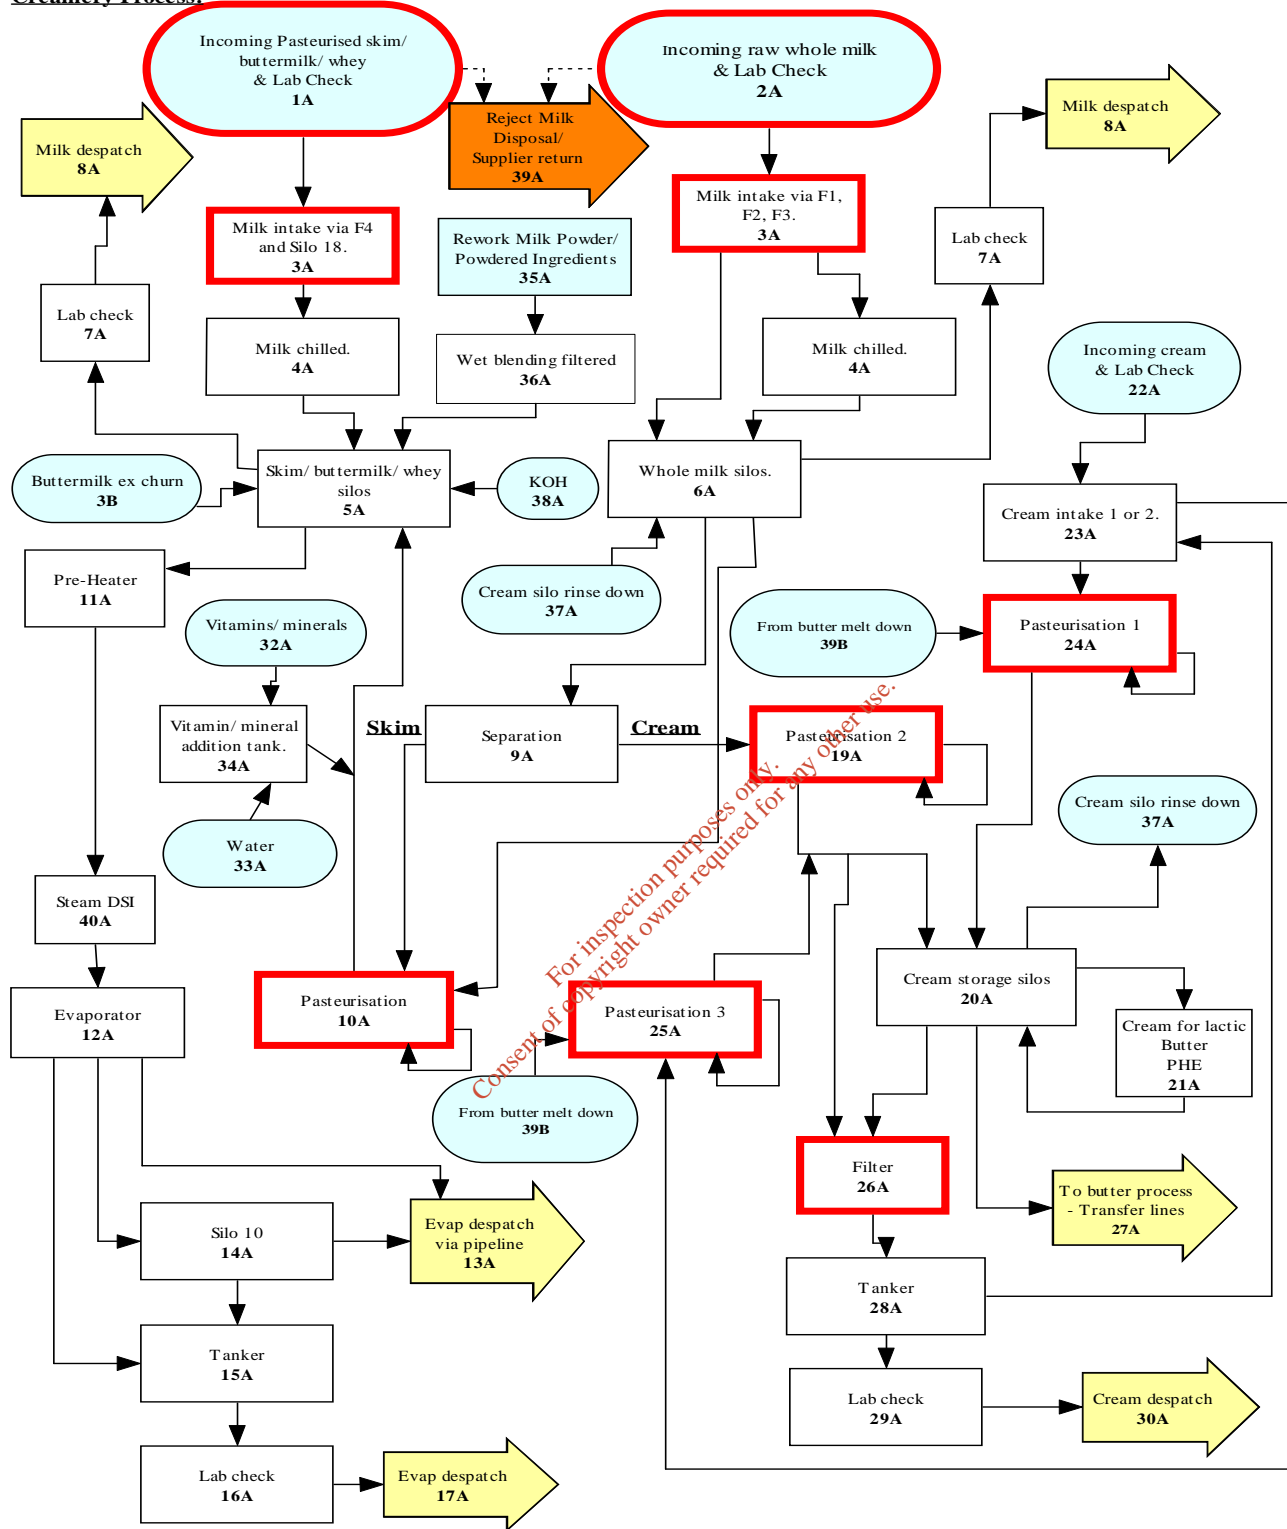 Creamery Process:
Incoming Pasteurised skim/
buttermilk/ whey
& Lab Check
1A
Incoming raw whole milk
& Lab Check
2A
Milk despatch
8A
Reject Milk
Disposal/
Supplier return
39A
Milk despatch
8A
Milk intake via F4
and Silo 18.
3A
Rework Milk Powder/
Powdered Ingredients
35A
Milk intake via F1,
F2, F3.
3A
Lab check
7A
Lab check
7A
Milk chilled.
4A
Wet blending filtered
36A
Milk chilled.
4A
Incoming cream
& Lab Check
22A
Buttermilk ex churn
3B
Skim/ buttermilk/ whey
silos
5A
KOH
38A
Whole milk silos.
6A
Cream intake 1 or 2.
23A
Pre-Heater
11A
Vitamins/ minerals
32A
Cream silo rinse down
37A
From butter melt down
39B
Pasteurisation 1
24A
Vitamin/ mineral
addition tank.
34A
Skim
Separation
9A
Cream
Pasteurisation 2
19A
Water
33A
Cream silo rinse down
37A
Steam DSI
40A
For inspection purposes only.
Consent of copyright owner required for any other use.
Evaporator
12A
Pasteurisation
10A
Pasteurisation 3
25A
Cream storage silos
20A
Cream for lactic
Butter
PHE
21A
From butter melt down
39B
Filter
26A
To butter process
- Transfer lines
27A
Silo 10
14A
Evap despatch
via pipeline
13A
Tanker
28A
Tanker
15A
Lab check
29A
Cream despatch
30A
Lab check
16A
Evap despatch
17A